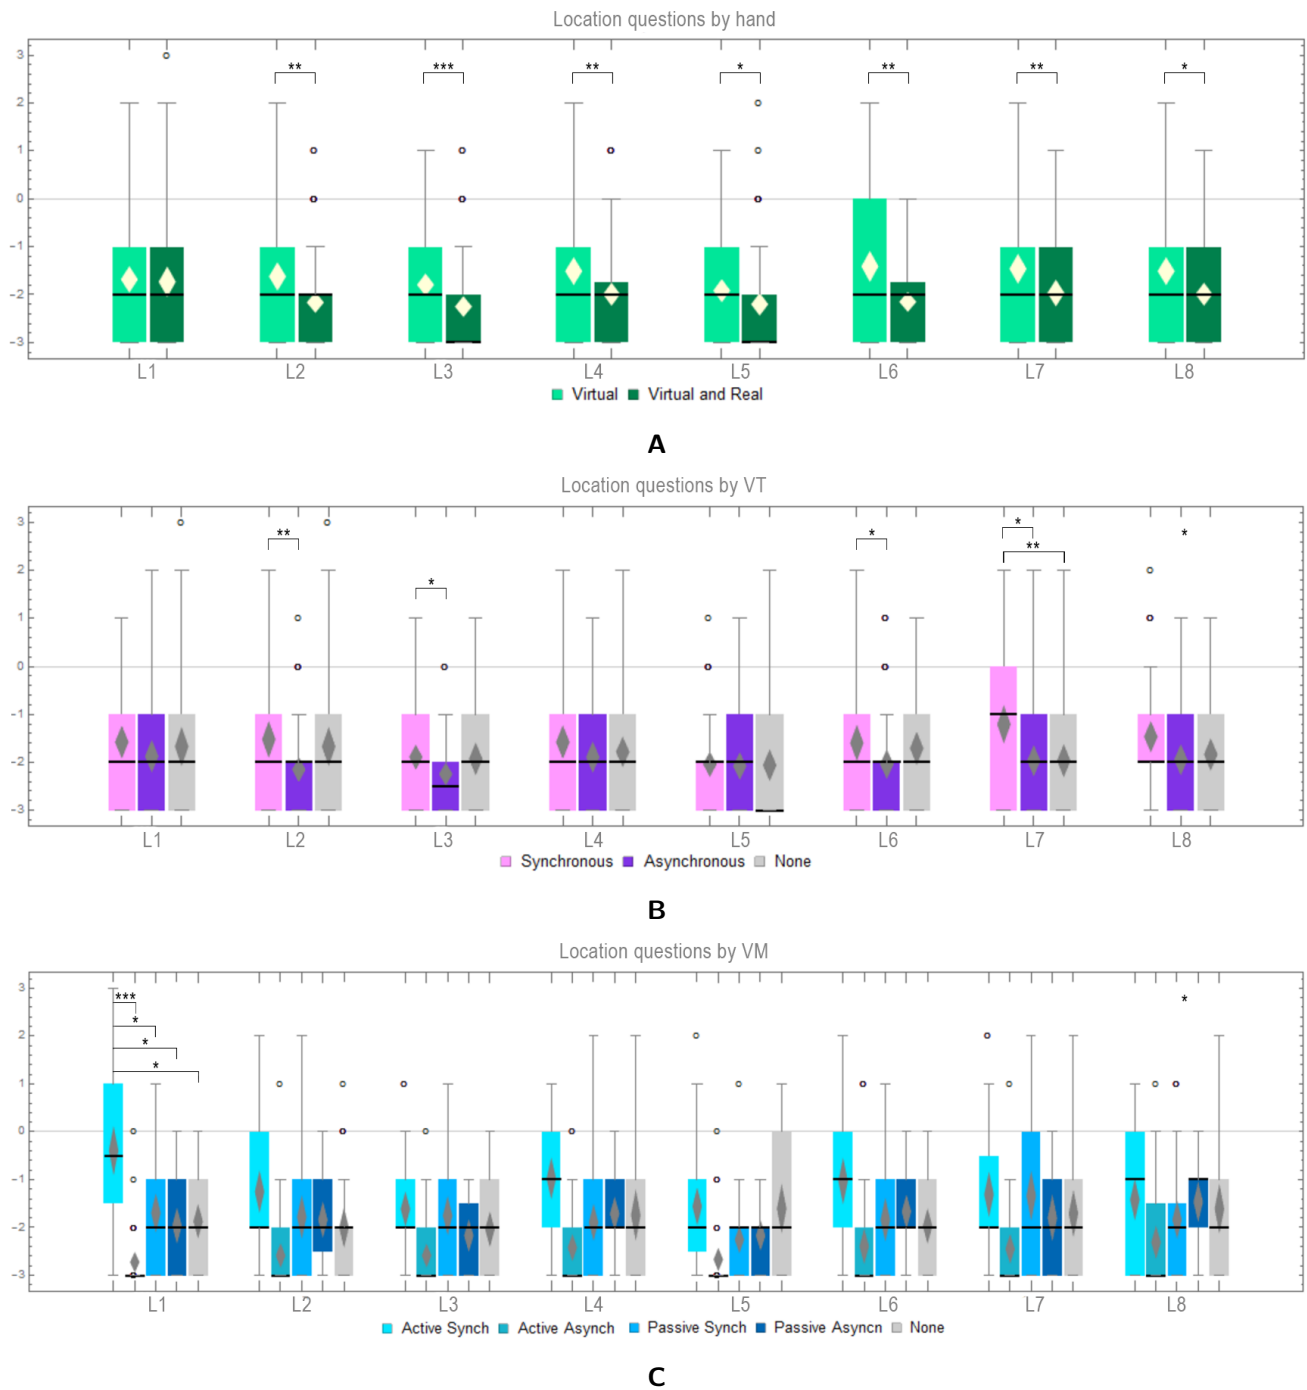 Location questions by hand
3
2
1
0
-1
-2
-3
** *** ** * ** ** *
L1 L2 L3 L4 L5 L6 L7 L8
Virtual Virtual and Real
A
Location questions by VT
3
2
1
0
-1
-2
-3
** * * * ** *
L1 L2 L3 L4 L5 L6 L7 L8
Synchronous Asynchronous None
B
Location questions by VM
3
2
1
0
-1
-2
-3
***
*
*
*
*
L1 L2 L3 L4 L5 L6 L7 L8
Active Synch Active Asynch Passive Synch Passive Asyncn None
C